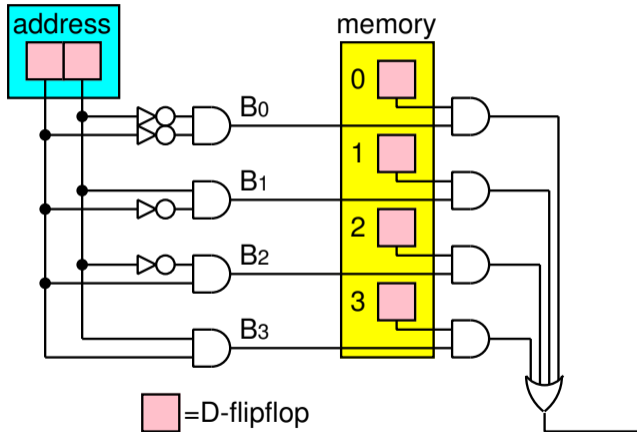 address
memory
0
B0
1
B1
2
B2
3
B3
=D-flipflop